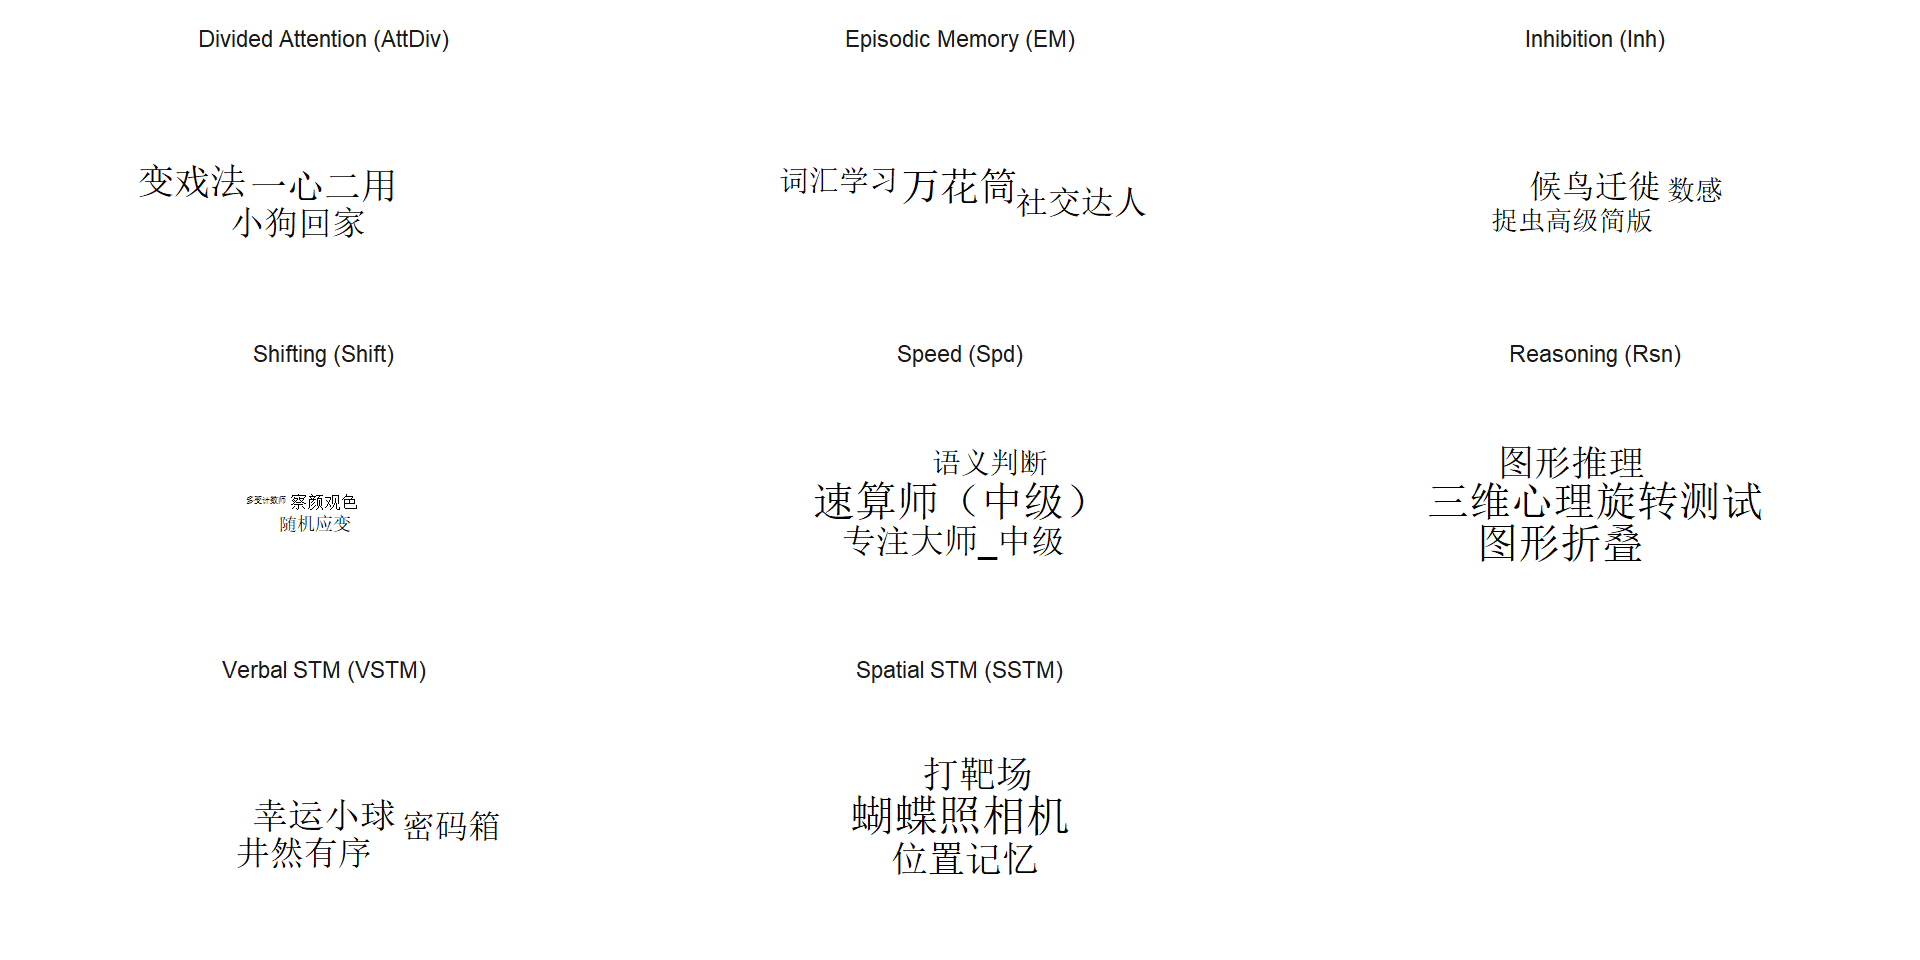 Divided Attention (AttDiv)
Episodic Memory (EM)
Inhibition (Inh)
变戏法 一心二用
小狗回家
词汇学习 万花筒 社交达人
候鸟迁徙 数感
捉虫高级简版
Shifting (Shift)
Speed (Spd)
Reasoning (Rsn)
多变计数师 察颜观色
随机应变
语义判断
速算师（中级）
专注大师_中级
图形推理
三维心理旋转测试
图形折叠
Verbal STM (VSTM)
Spatial STM (SSTM)
幸运小球 密码箱
井然有序
打靶场
蝴蝶照相机
位置记忆